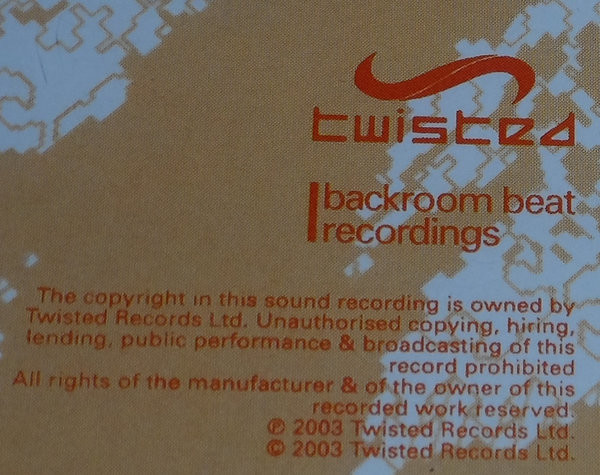 twisted
backroom beat
recordings
The copyright in this sound recording is owned by
Twisted Records Ltd. Unauthorised copying, hiring,
lending, public performance & broadcasting of this
record prohibited
All rights of the manufacturer & of the owner of this
recorded work reserved.
℗ 2003 Twisted Records Ltd.
© 2003 Twisted Records Ltd.